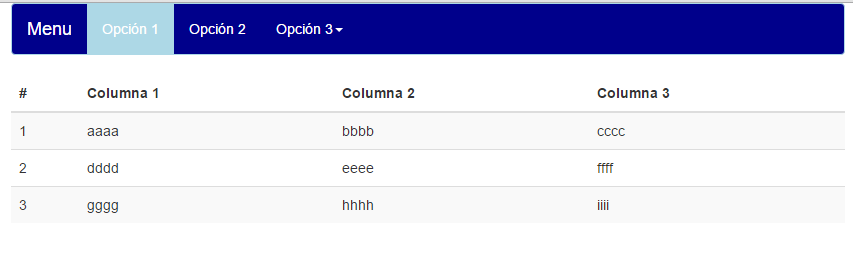 Menu Opción 1 Opción 2 Opción 3
# Columna 1 Columna 2 Columna 3
1 aaaa bbbb cccc
2 dddd eeee ffff
3 gggg hhhh iiii